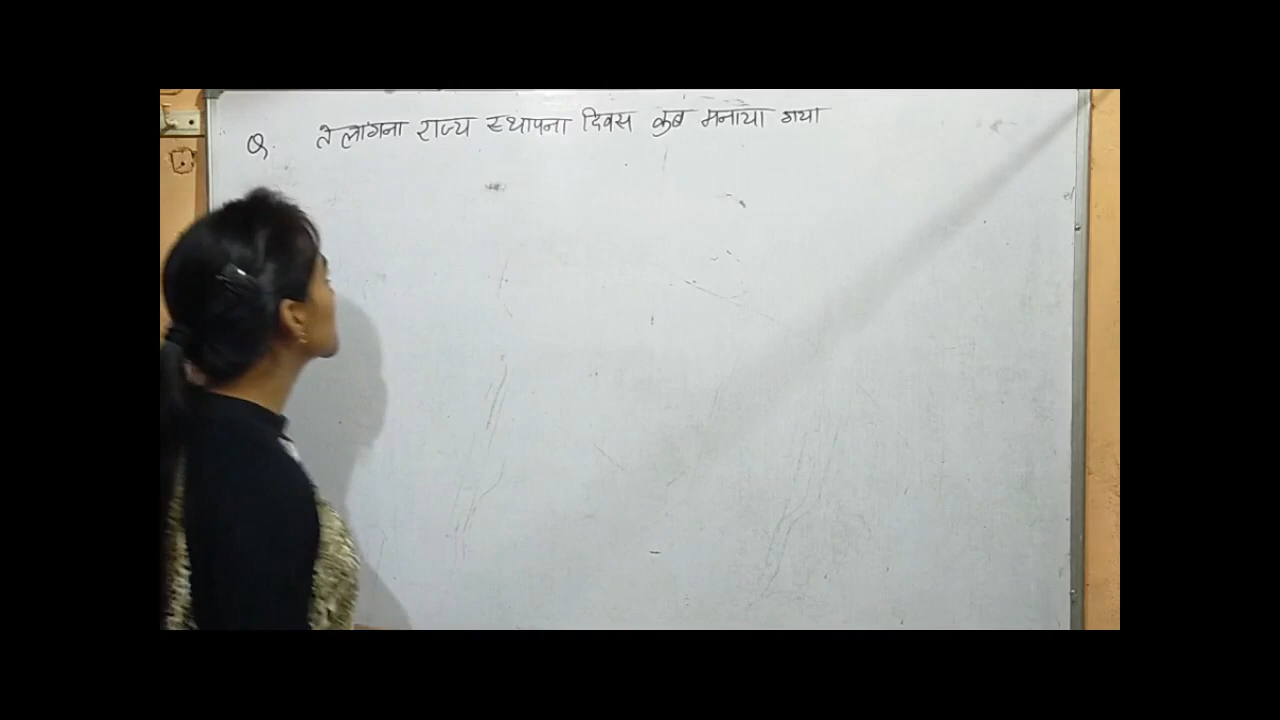 Q. तेलांगना राज्य स्थापना दिवस कब मनाया गया